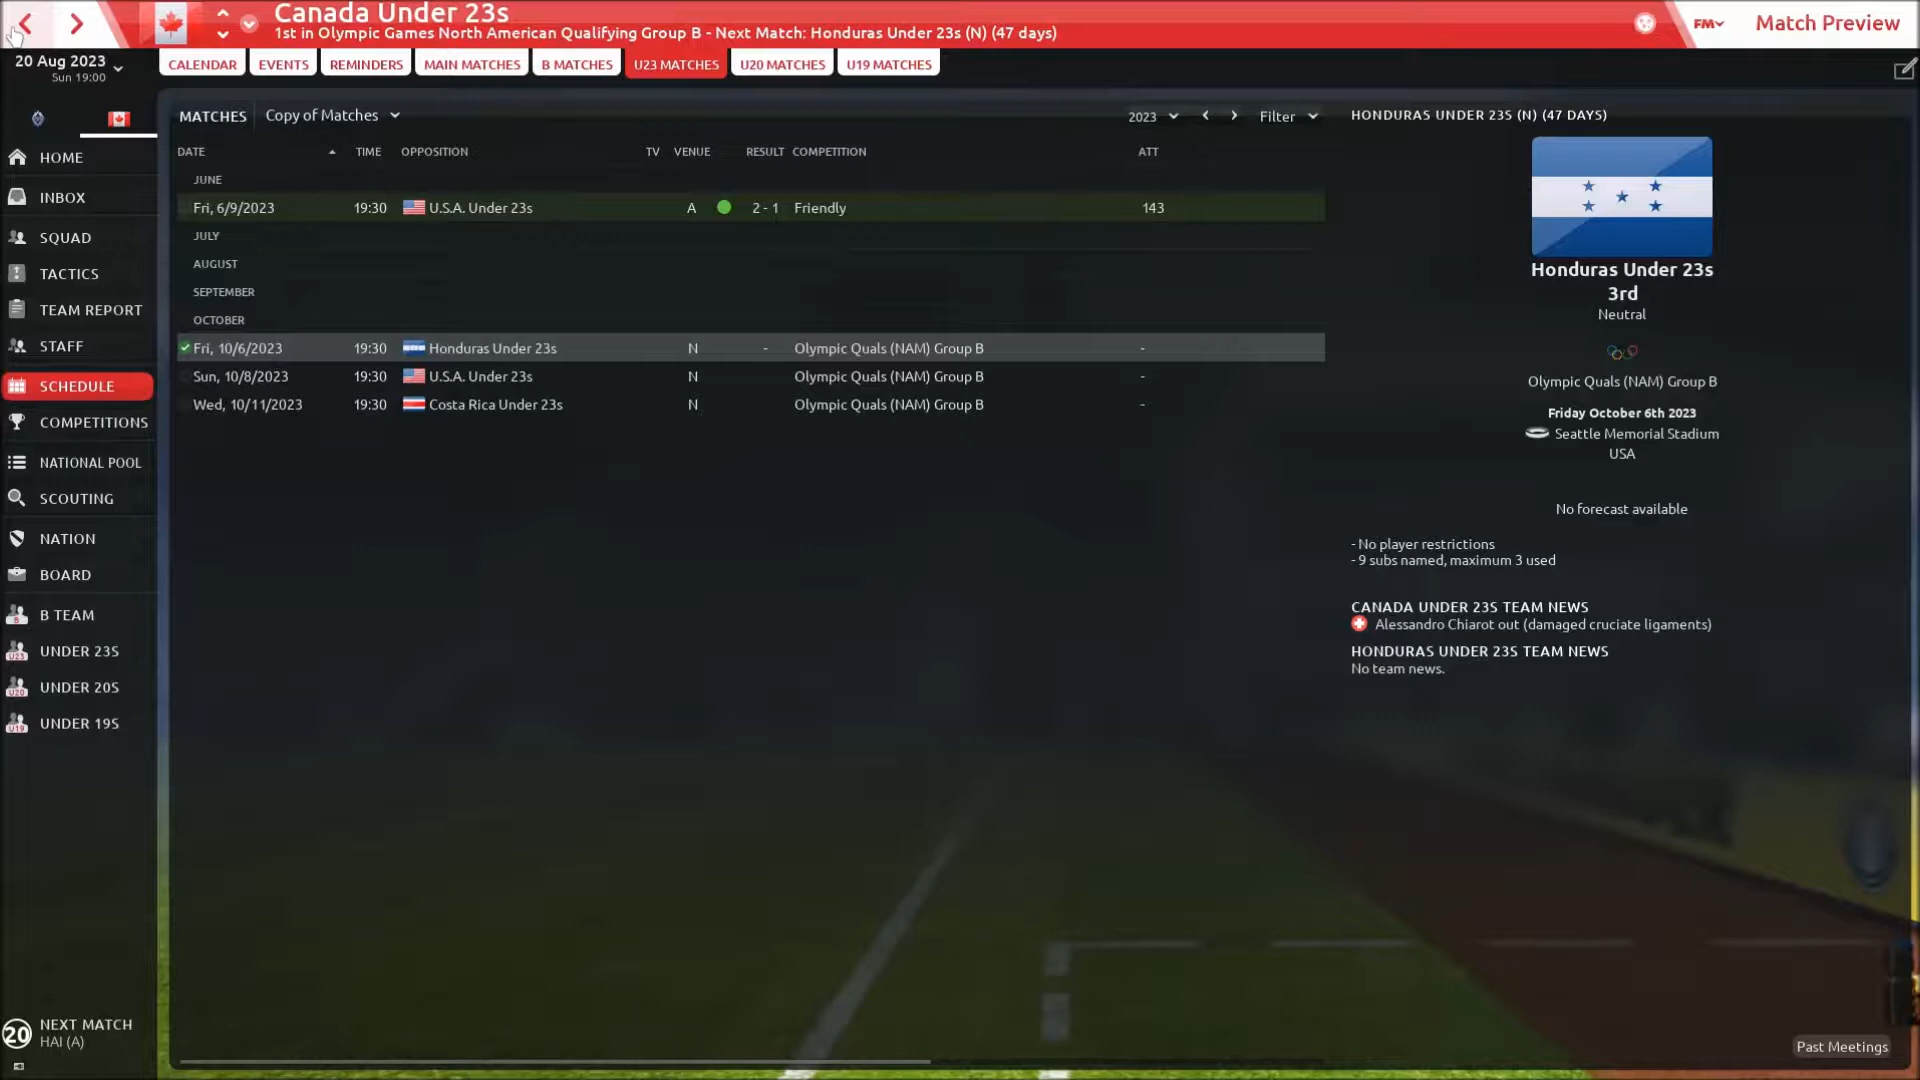 Canada Under 23s
1st in Olympic Games North American Qualifying Group B - Next Match: Honduras Under 23s (N) (47 days)
FM
Match Preview
20 Aug 2023
Sun 19:00
CALENDAR EVENTS REMINDERS MAIN MATCHES B MATCHES U23 MATCHES U20 MATCHES U19 MATCHES
HOME
INBOX
SQUAD
TACTICS
TEAM REPORT
STAFF
SCHEDULE
COMPETITIONS
NATIONAL POOL
SCOUTING
NATION
BOARD
B TEAM
UNDER 23S
UNDER 20S
UNDER 19S
20 NEXT MATCH
HAI (A)
MATCHES Copy of Matches 2023 Filter
DATE TIME OPPOSITION TV VENUE RESULT COMPETITION ATT
JUNE
Fri, 6/9/2023 19:30 U.S.A. Under 23s A 2 - 1 Friendly 143
JULY
AUGUST
SEPTEMBER
OCTOBER
Fri, 10/6/2023 19:30 Honduras Under 23s N - Olympic Quals (NAM) Group B -
Sun, 10/8/2023 19:30 U.S.A. Under 23s N Olympic Quals (NAM) Group B -
Wed, 10/11/2023 19:30 Costa Rica Under 23s N Olympic Quals (NAM) Group B -
HONDURAS UNDER 23S (N) (47 DAYS)
Honduras Under 23s
3rd
Neutral
Olympic Quals (NAM) Group B
Friday October 6th 2023
Seattle Memorial Stadium
USA
No forecast available
- No player restrictions
- 9 subs named, maximum 3 used
CANADA UNDER 23S TEAM NEWS
Alessandro Chiarot out (damaged cruciate ligaments)
HONDURAS UNDER 23S TEAM NEWS
No team news.
Past Meetings